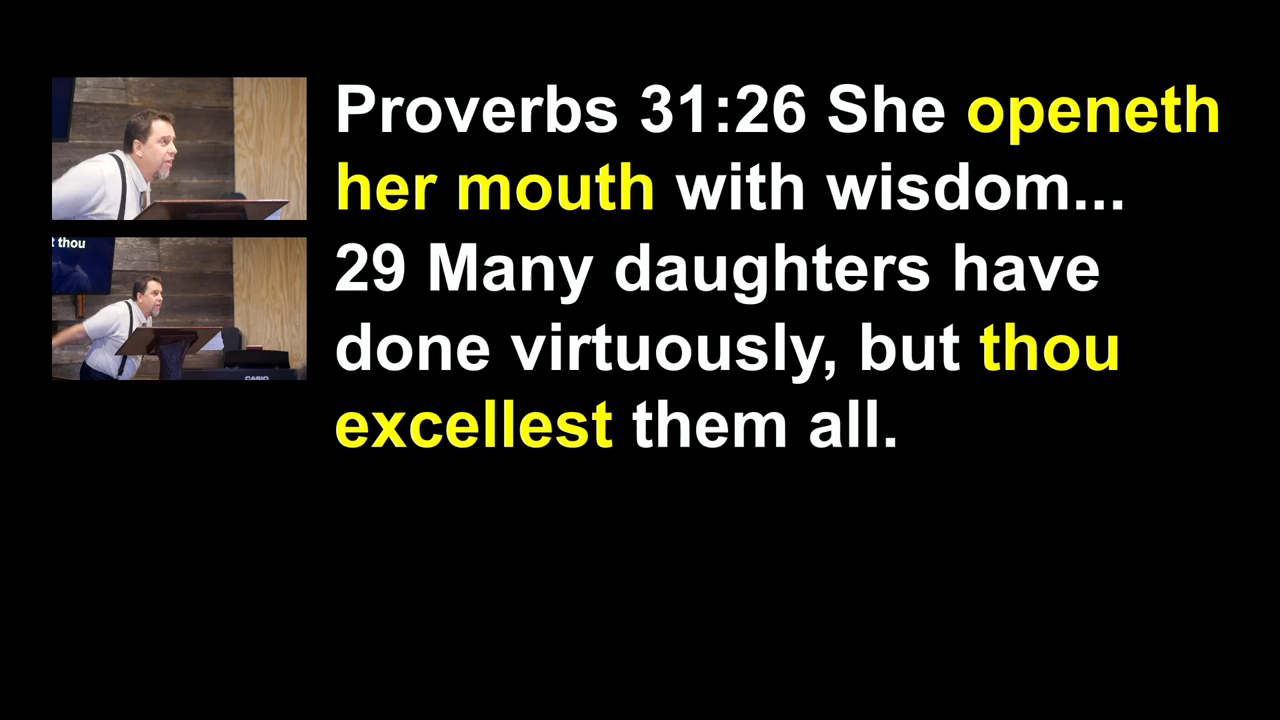 Proverbs 31:26 She openeth
her mouth with wisdom...
29 Many daughters have
done virtuously, but thou
excellest them all.
t thou
CASIO